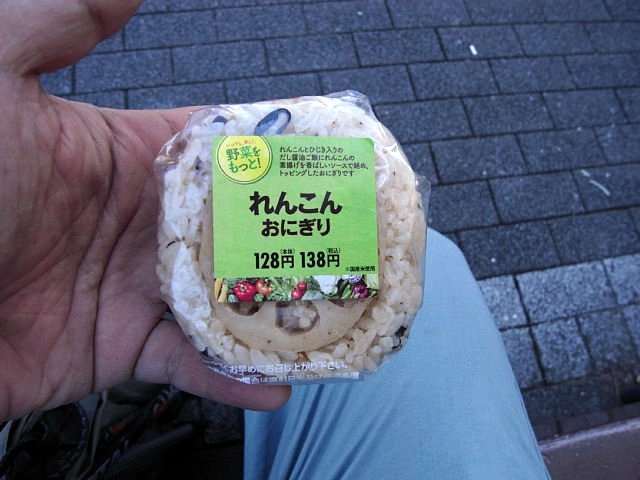 野菜を
もっと!
れんこんとひじき入りの
だし醤油ご飯にれんこんの
素揚げを香ばしいソースで絡め、
トッピングしたおにぎりです
れんこん
おにぎり
(本体) (税込)
128円 138円
※国産米使用
お早めにお召し上がり下さい。